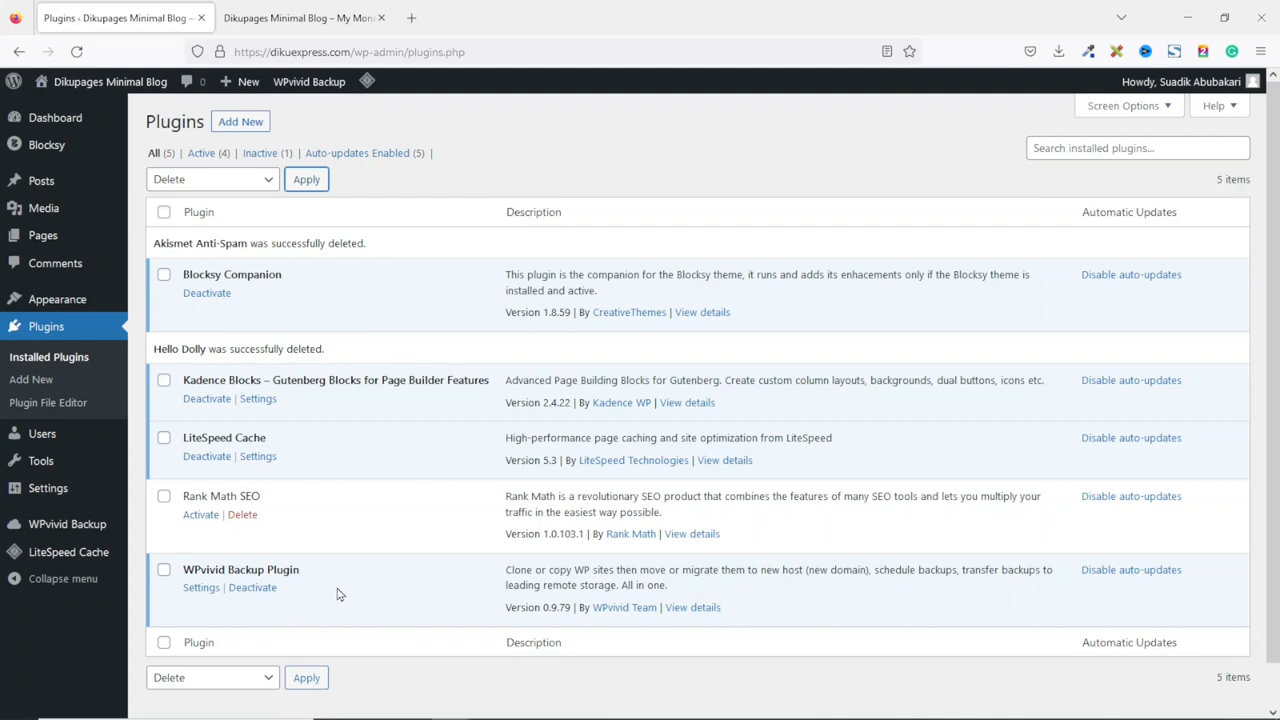 Plugins ‹ Dikupages Minimal Blog —
Dikupages Minimal Blog – My Mon
https://dikuexpress.com/wp-admin/plugins.php
Dikupages Minimal Blog
0
New
WPvivid Backup
Howdy, Suadik Abubakari
Dashboard
Blocksy
Posts
Media
Pages
Comments
Appearance
Plugins
Installed Plugins
Add New
Plugin File Editor
Users
Tools
Settings
WPvivid Backup
LiteSpeed Cache
Collapse menu
Screen Options
Help
Plugins
Add New
All (5) | Active (4) | Inactive (1) | Auto-updates Enabled (5) |
Search installed plugins...
Delete
Apply
5 items
Plugin
Description
Automatic Updates
Akismet Anti-Spam was successfully deleted.
Blocksy Companion
Deactivate
This plugin is the companion for the Blocksy theme, it runs and adds its enhacements only if the Blocksy theme is
installed and active.
Version 1.8.59 | By CreativeThemes | View details
Disable auto-updates
Hello Dolly was successfully deleted.
Kadence Blocks – Gutenberg Blocks for Page Builder Features
Deactivate | Settings
Advanced Page Building Blocks for Gutenberg. Create custom column layouts, backgrounds, dual buttons, icons etc.
Version 2.4.22 | By Kadence WP | View details
Disable auto-updates
LiteSpeed Cache
Deactivate | Settings
High-performance page caching and site optimization from LiteSpeed
Version 5.3 | By LiteSpeed Technologies | View details
Disable auto-updates
Rank Math SEO
Activate | Delete
Rank Math is a revolutionary SEO product that combines the features of many SEO tools and lets you multiply your
traffic in the easiest way possible.
Version 1.0.103.1 | By Rank Math | View details
Disable auto-updates
WPvivid Backup Plugin
Settings | Deactivate
Clone or copy WP sites then move or migrate them to new host (new domain), schedule backups, transfer backups to
leading remote storage. All in one.
Version 0.9.79 | By WPvivid Team | View details
Disable auto-updates
Plugin
Description
Automatic Updates
Delete
Apply
5 items